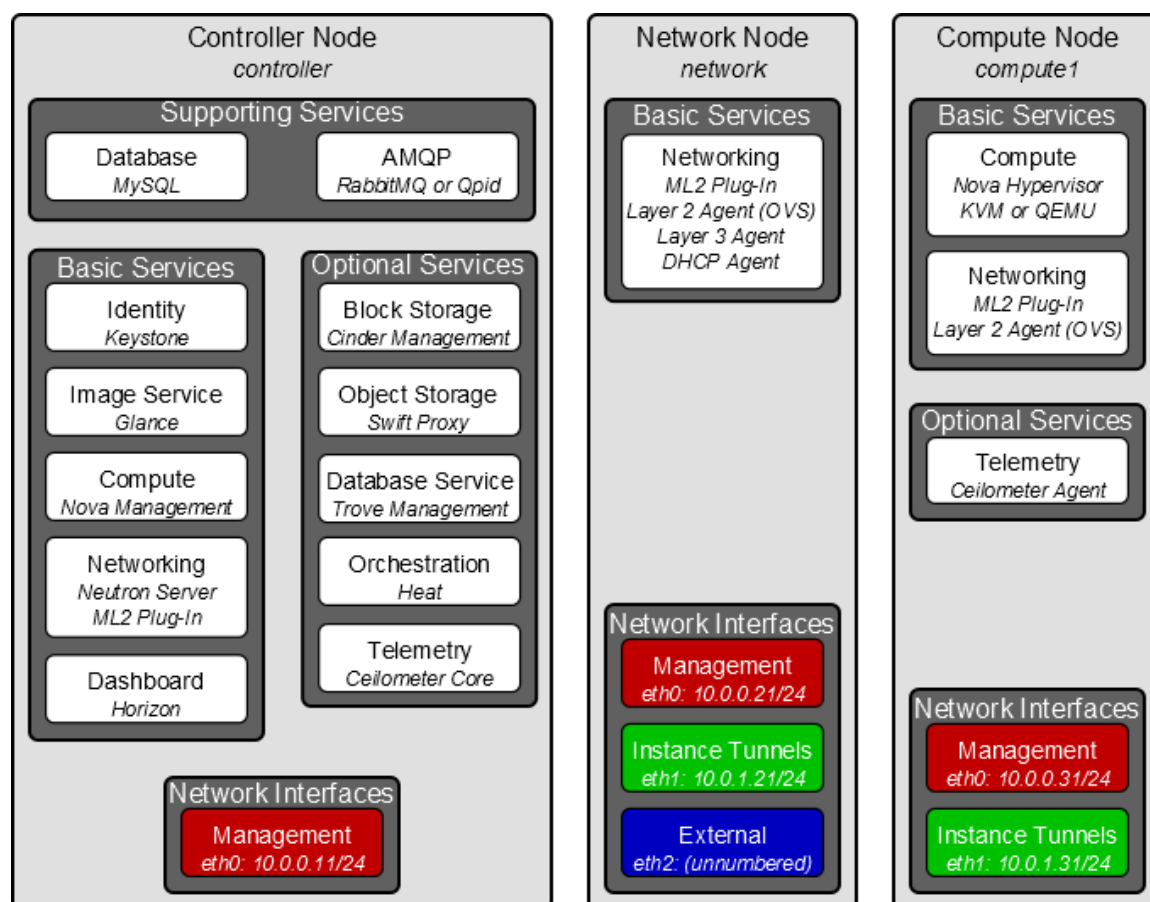 Controller Node
controller
Supporting Services
Database
MySQL
AMQP
RabbitMQ or Qpid
Basic Services
Identity
Keystone
Image Service
Glance
Compute
Nova Management
Networking
Neutron Server
ML2 Plug-In
Dashboard
Horizon
Optional Services
Block Storage
Cinder Management
Object Storage
Swift Proxy
Database Service
Trove Management
Orchestration
Heat
Telemetry
Ceilometer Core
Network Interfaces
Management
eth0: 10.0.0.11/24
Network Node
network
Basic Services
Networking
ML2 Plug-In
Layer 2 Agent (OVS)
Layer 3 Agent
DHCP Agent
Network Interfaces
Management
eth0: 10.0.0.21/24
Instance Tunnels
eth1: 10.0.1.21/24
External
eth2: (unnumbered)
Compute Node
compute1
Basic Services
Compute
Nova Hypervisor
KVM or QEMU
Networking
ML2 Plug-In
Layer 2 Agent (OVS)
Optional Services
Telemetry
Ceilometer Agent
Network Interfaces
Management
eth0: 10.0.0.31/24
Instance Tunnels
eth1: 10.0.1.31/24